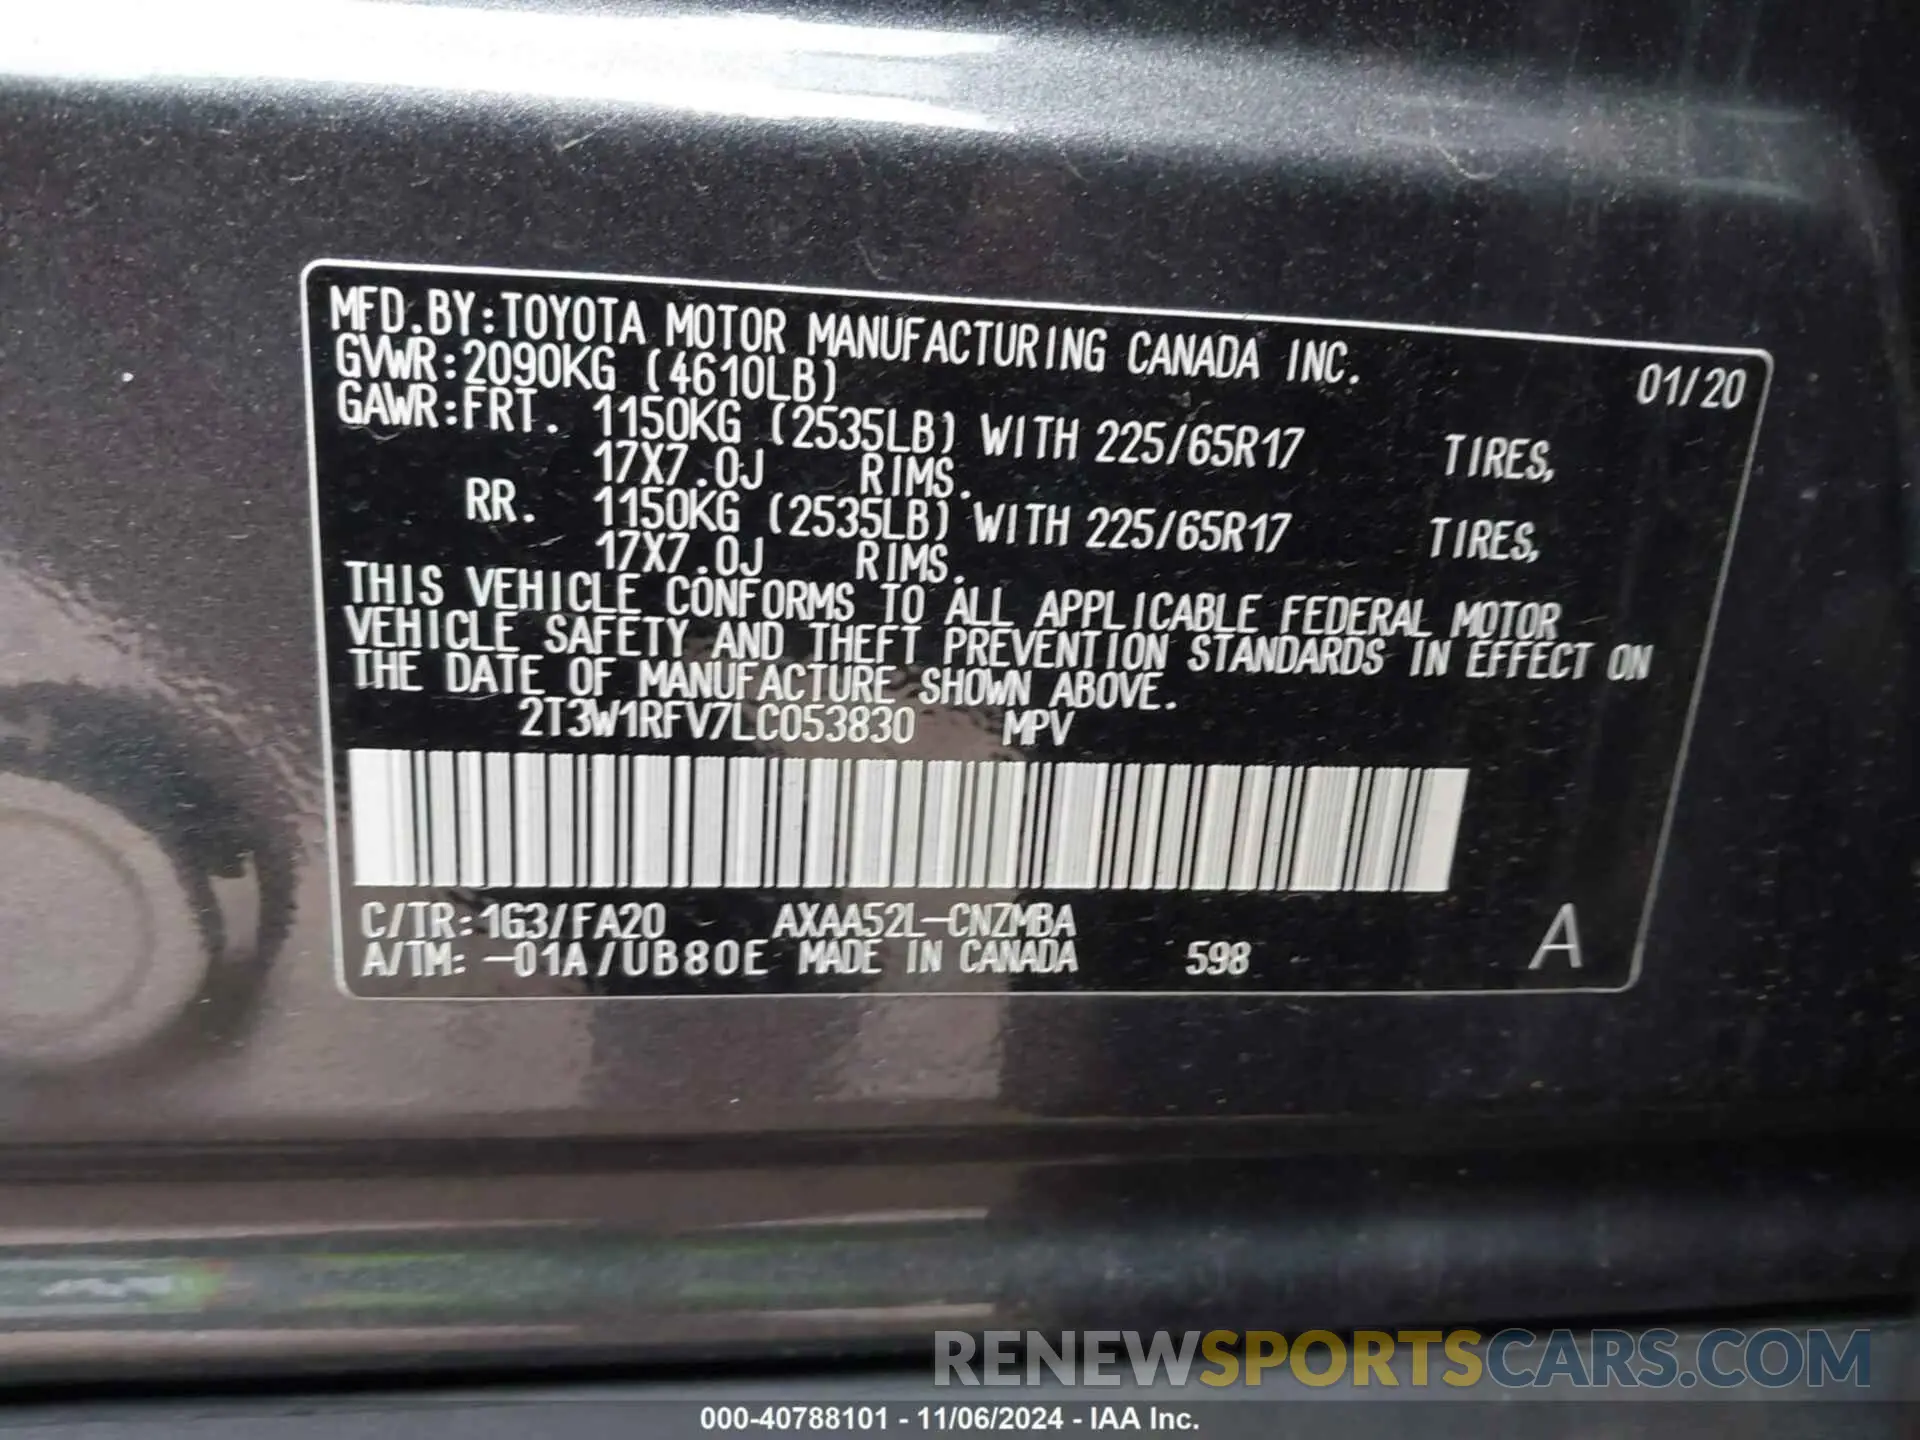 MFD.BY:TOYOTA MOTOR MANUFACTURING CANADA INC. 01/20
GVWR:2090KG (4610LB)
GAWR:FRT. 1150KG (2535LB) WITH 225/65R17 TIRES,
17X7.0J RIMS.
RR. 1150KG (2535LB) WITH 225/65R17 TIRES,
17X7.0J RIMS.
THIS VEHICLE CONFORMS TO ALL APPLICABLE FEDERAL MOTOR
VEHICLE SAFETY AND THEFT PREVENTION STANDARDS IN EFFECT ON
THE DATE OF MANUFACTURE SHOWN ABOVE.
2T3W1RFV7LC053830 MPV
C/TR:1G3/FA20 AXAA52L-CNZMBA
A/TM: -01A/UB80E MADE IN CANADA 598 A
RENEWSPORTSCARS.COM
000-40788101 - 11/06/2024 - IAA Inc.